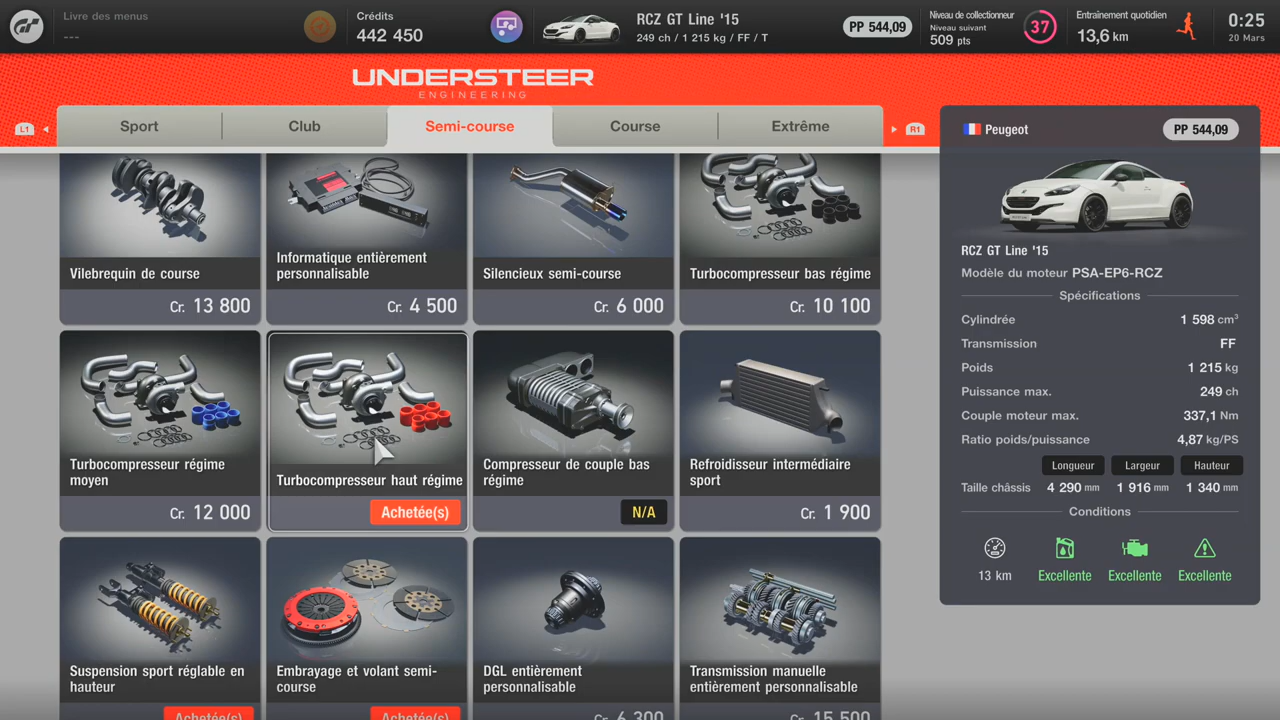 GT
Livre des menus
---
Crédits
442 450
RCZ GT Line '15
249 ch / 1 215 kg / FF / T
PP 544,09
Niveau de collectionneur
Niveau suivant
509 pts
37
Entraînement quotidien
13,6 km
0:25
20 Mars
UNDERSTEER
ENGINEERING
L1
Sport
Club
Semi-course
Course
Extrême
R1
Vilebrequin de course
Cr. 13 800
Informatique entièrement
personnalisable
Cr. 4 500
Silencieux semi-course
Cr. 6 000
Turbocompresseur bas régime
Cr. 10 100
Turbocompresseur régime
moyen
Cr. 12 000
Turbocompresseur haut régime
Achetée(s)
Compresseur de couple bas
régime
N/A
Refroidisseur intermédiaire
sport
Cr. 1 900
Suspension sport réglable en
hauteur
Achetée(s)
Embrayage et volant semi-
course
Achetée(s)
DGL entièrement
personnalisable
Cr. 6 300
Transmission manuelle
entièrement personnalisable
Cr. 15 500
Peugeot
PP 544,09
RCZ GT Line '15
Modèle du moteur PSA-EP6-RCZ
Spécifications
Cylindrée 1 598 cm³
Transmission FF
Poids 1 215 kg
Puissance max. 249 ch
Couple moteur max. 337,1 Nm
Ratio poids/puissance 4,87 kg/PS
Longueur Largeur Hauteur
Taille châssis 4 290 mm 1 916 mm 1 340 mm
Conditions
13 km Excellente Excellente Excellente